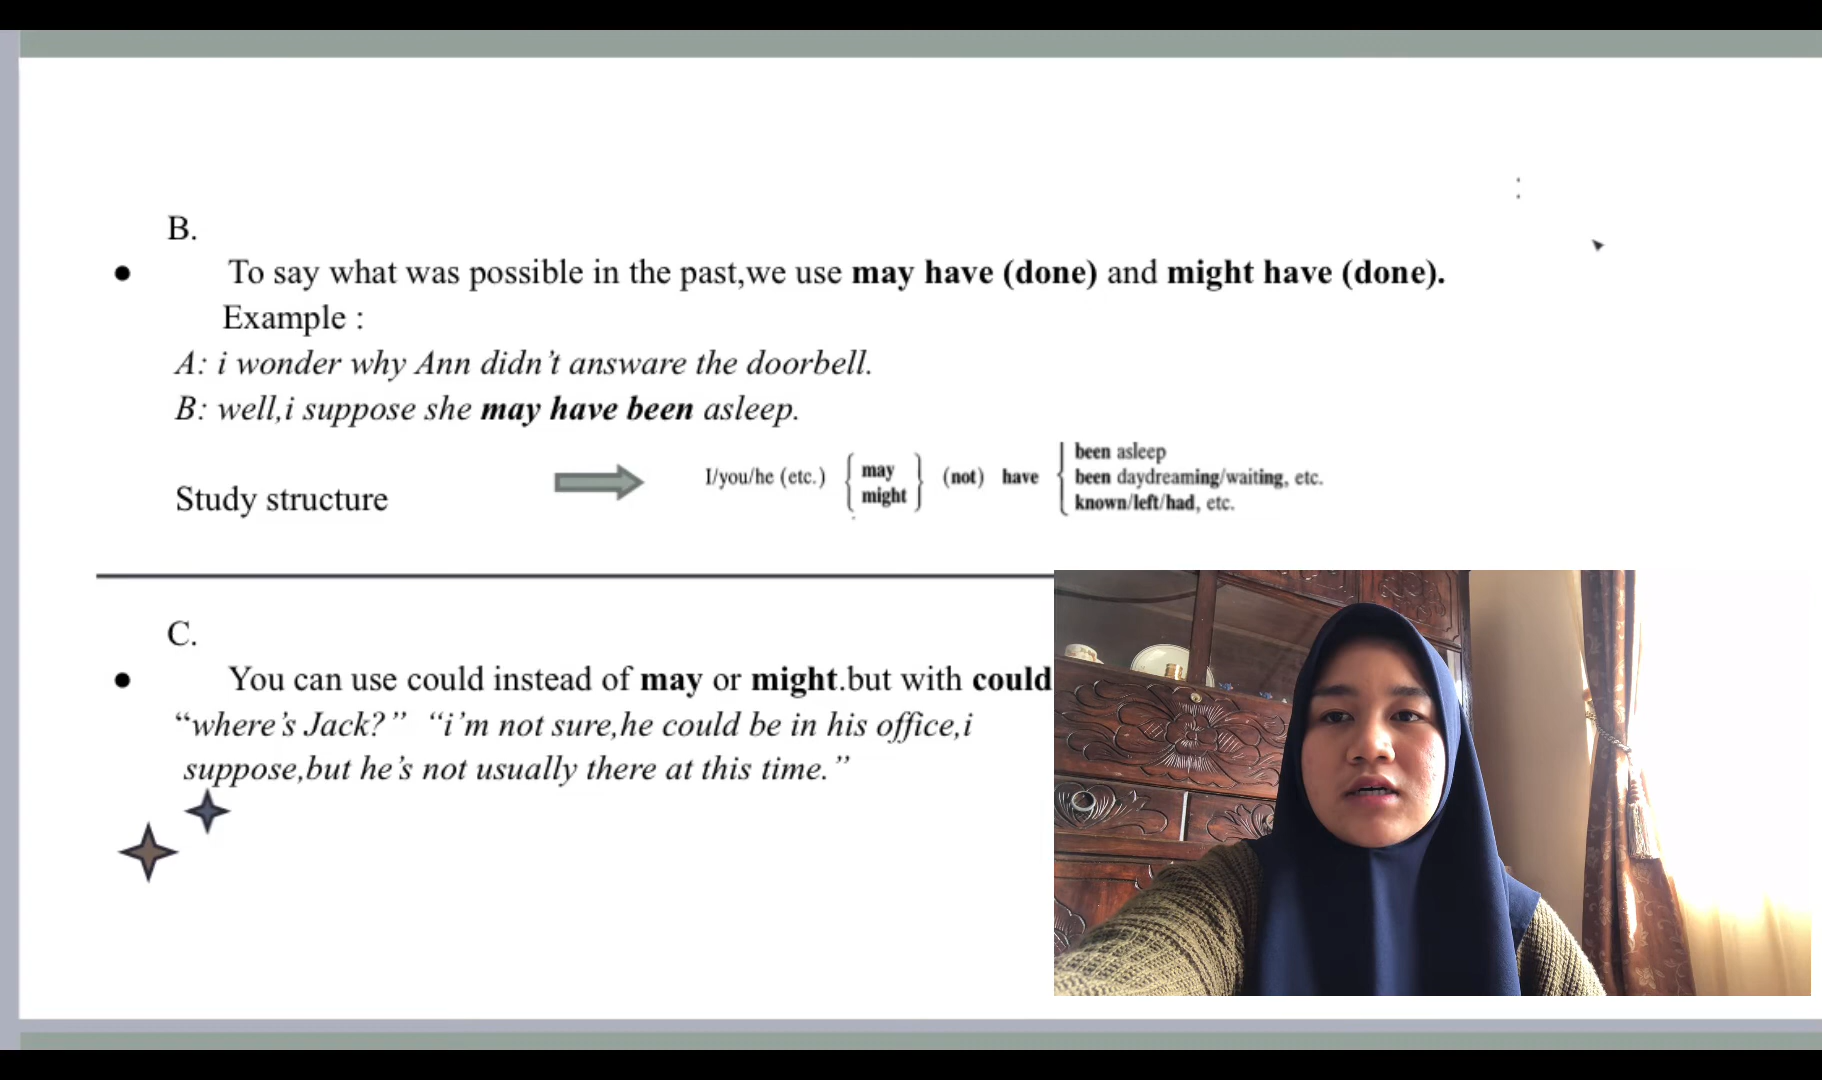 B.
● To say what was possible in the past,we use may have (done) and might have (done).
Example :
A: i wonder why Ann didn't answare the doorbell.
B: well,i suppose she may have been asleep.
Study structure
I/you/he (etc.) { may might } (not) have { been asleep
been daydreaming/waiting, etc.
known/left/had, etc.
C.
● You can use could instead of may or might.but with could
“where's Jack?” “i'm not sure,he could be in his office,i
suppose,but he's not usually there at this time.”